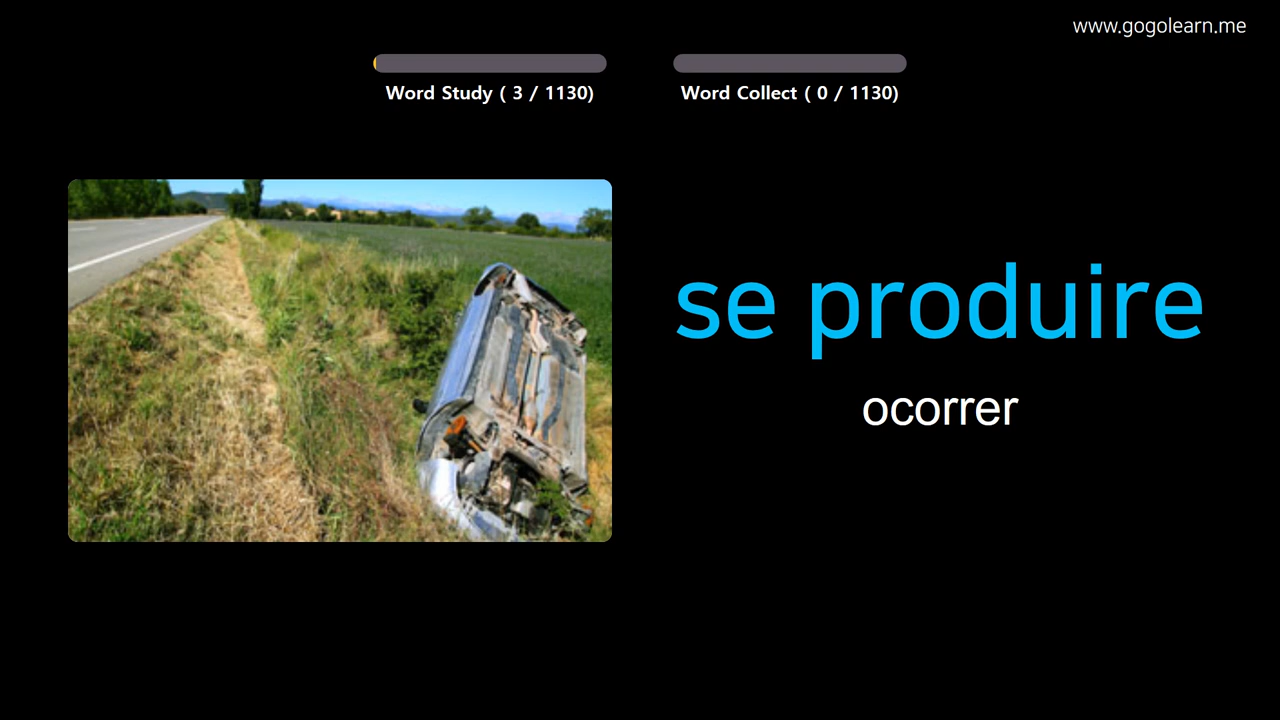 www.gogolearn.me
Word Study ( 3 / 1130)
Word Collect ( 0 / 1130)
se produire
ocorrer